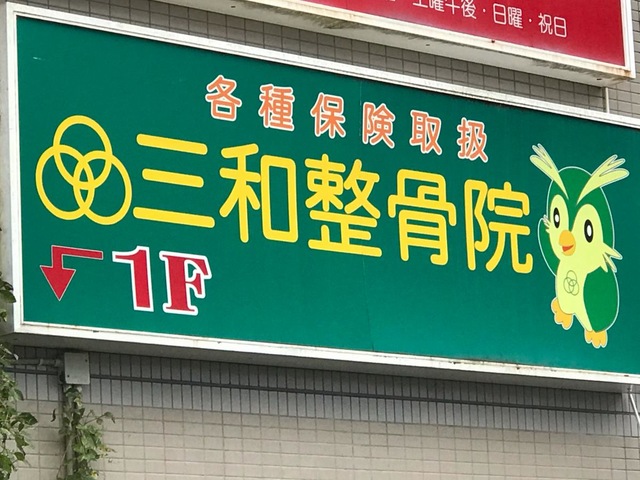 土曜午後・日曜・祝日
各種保険取扱
三和整骨院
1F